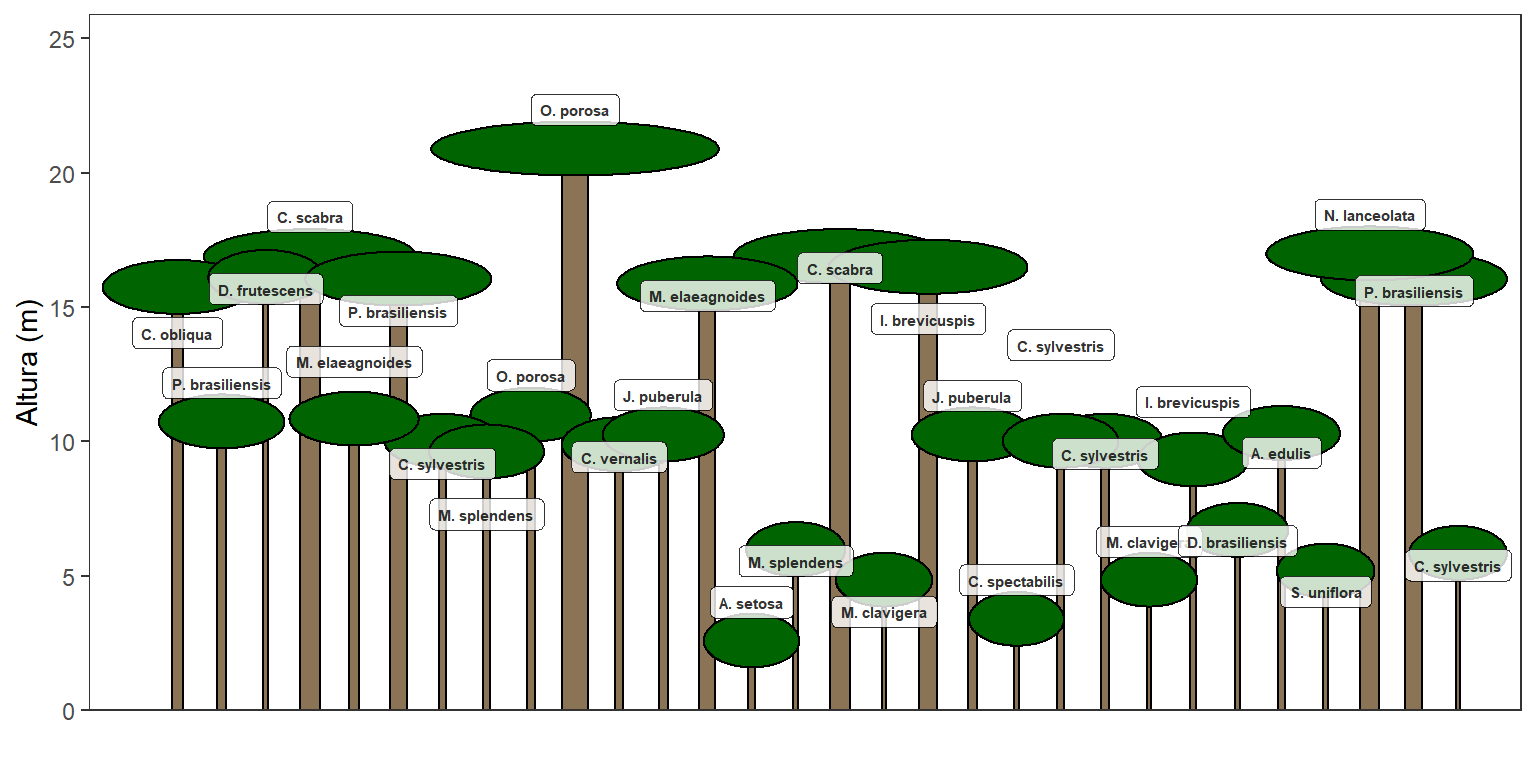 Altura (m)
25
20
15
10
5
0
O. porosa
C. scabra
N. lanceolata
C. scabra
D. frutescens
P. brasiliensis
M. elaeagnoides
P. brasiliensis
I. brevicuspis
C. obliqua
C. sylvestris
M. elaeagnoides
O. porosa
P. brasiliensis
J. puberula
J. puberula
I. brevicuspis
A. edulis
C. sylvestris
C. vernalis
C. sylvestris
M. splendens
M. clavige
D. brasiliensis
M. splendens
C. sylvestris
C. spectabilis
S. uniflora
A. setosa
M. clavigera